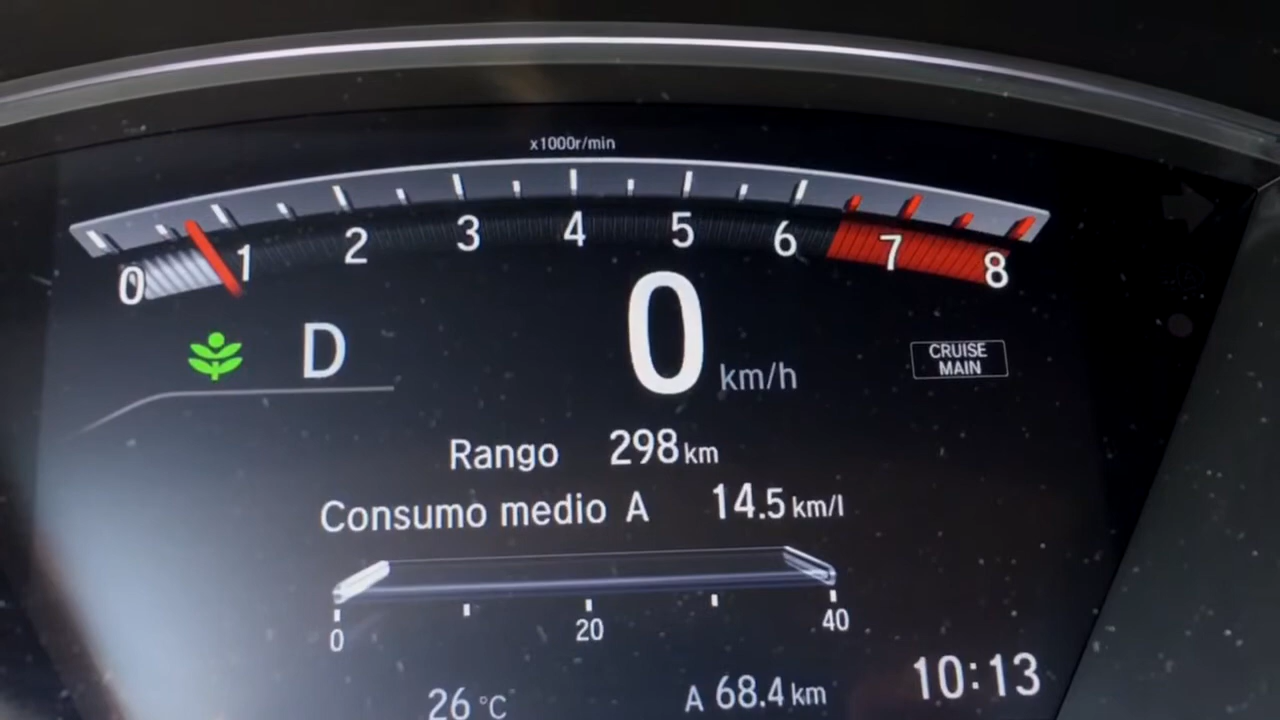 x1000r/min
0 1 2 3 4 5 6 7 8
D 0 km/h CRUISE
MAIN
Rango 298 km
Consumo medio A 14.5 km/l
0 20 40
26 °C A 68.4 km 10:13